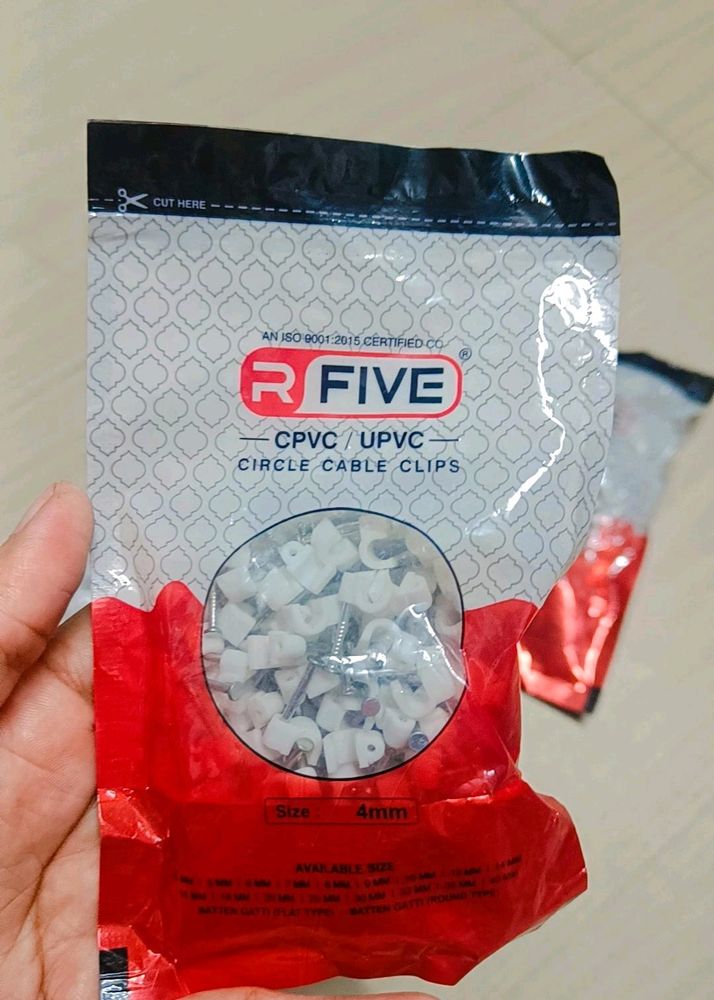 CUT HERE
AN ISO 9001:2015 CERTIFIED CO.
R FIVE ®
CPVC / UPVC
CIRCLE CABLE CLIPS
Size : 4mm
AVAILABLE SIZE
BATTEN GATTI (FLAT TYPE) BATTEN GATTI (ROUND TYPE)